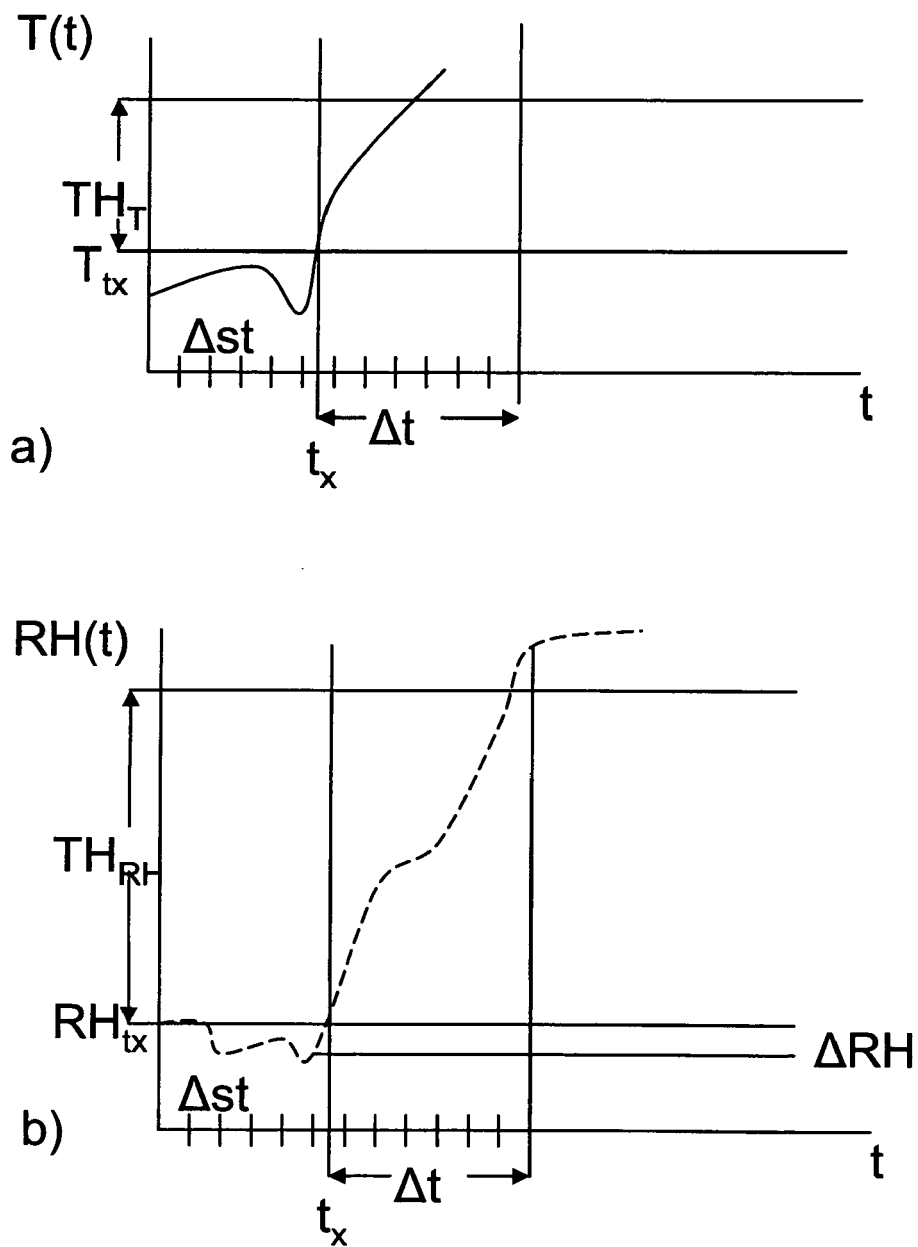 T(t)
TH_T
T_tx
Δst
t
Δt
a)
t_x
RH(t)
TH_RH
RH_tx
ΔRH
Δst
b)
t
Δt
t_x